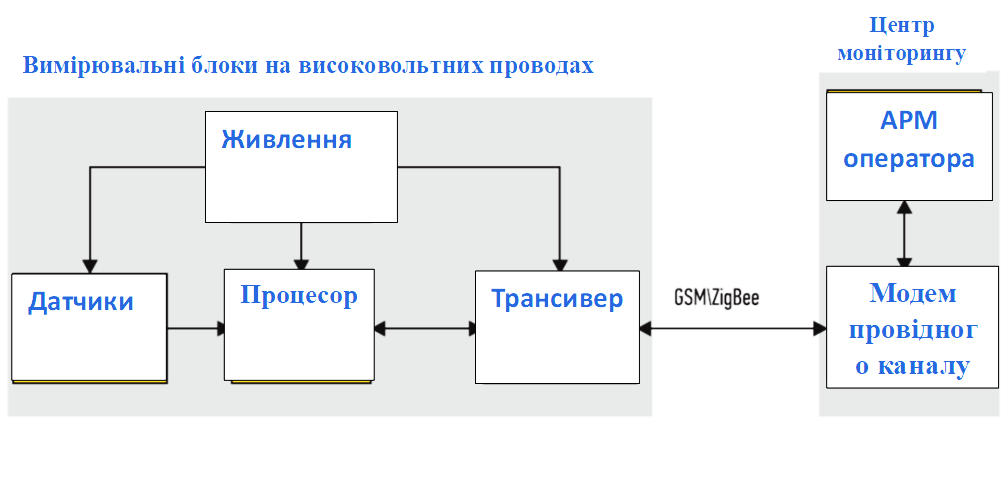 Центр
моніторингу
Вимірювальні блоки на високовольтних проводах
Живлення
АРМ
оператора
Датчики
Процесор
Трансивер
GSM\ZigBee
Модем
провідног
о каналу